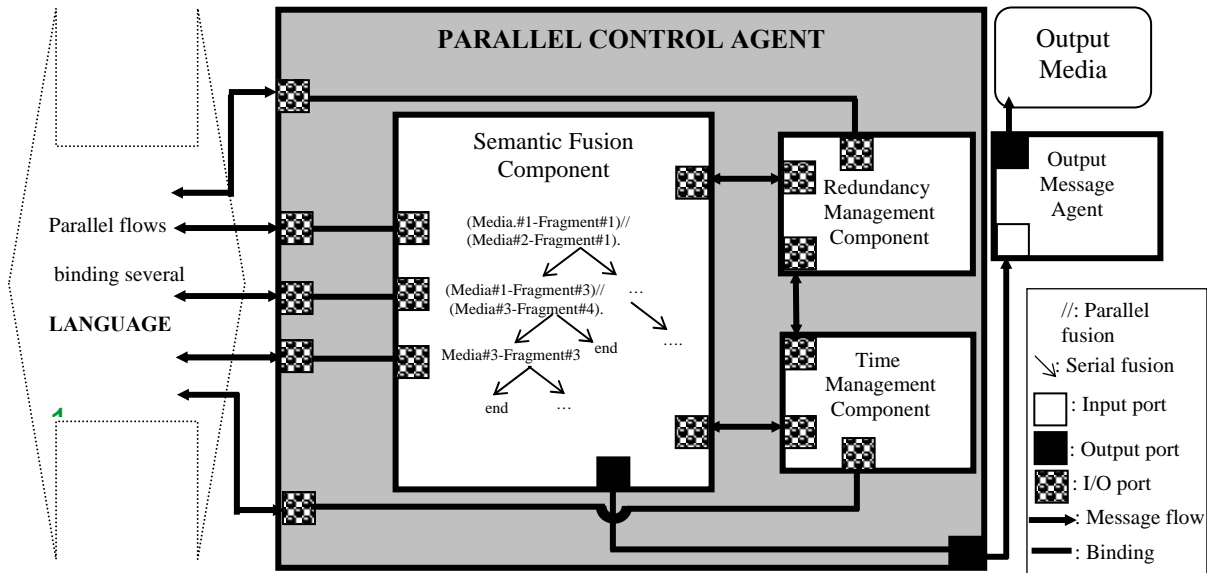 PARALLEL CONTROL AGENT
Output
Media
Semantic Fusion
Component
(Media.#1-Fragment#1)//
(Media#2-Fragment#1).
(Media#1-Fragment#3)//
(Media#3-Fragment#4).
…
Media#3-Fragment#3
end
….
end
…
Redundancy
Management
Component
Time
Management
Component
Output
Message
Agent
Parallel flows
binding several
LANGUAGE
//: Parallel
fusion
: Serial fusion
: Input port
: Output port
: I/O port
: Message flow
: Binding